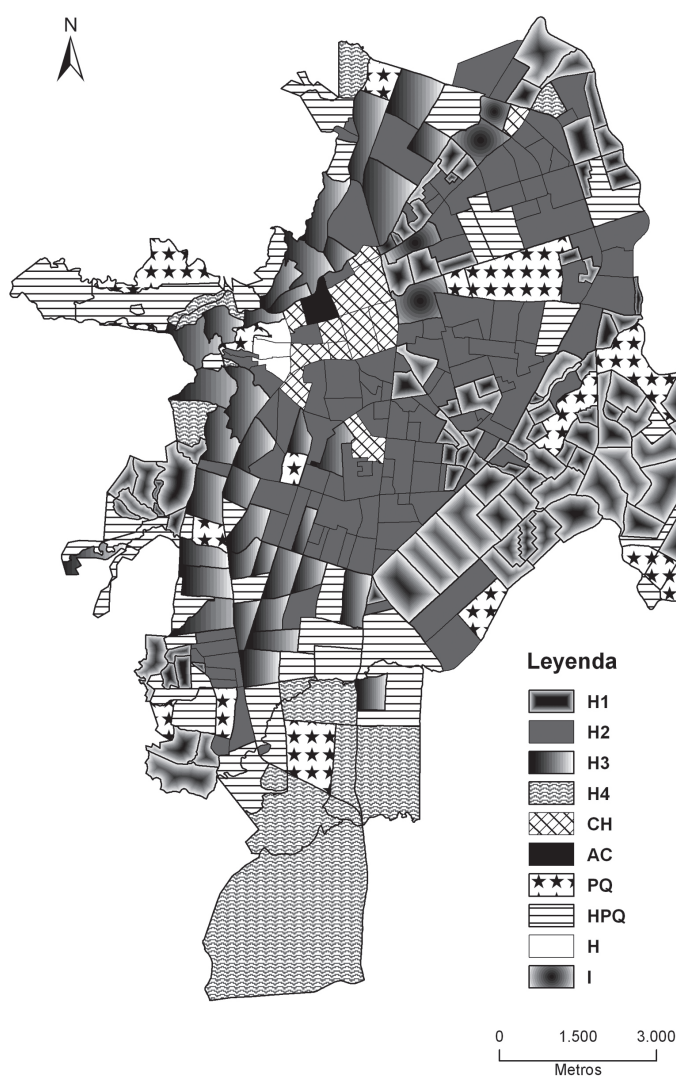 N
Leyenda
H1
H2
H3
H4
CH
AC
PQ
HPQ
H
I
0 1.500 3.000
Metros